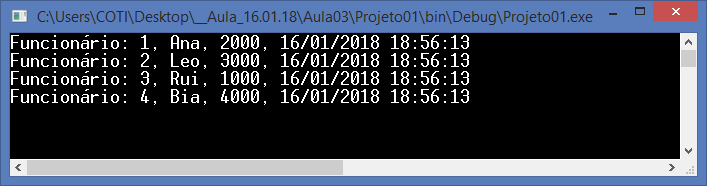 C:\Users\COTI\Desktop\__Aula_16.01.18\Aula03\Projeto01\bin\Debug\Projeto01.exe
Funcionário: 1, Ana, 2000, 16/01/2018 18:56:13
Funcionário: 2, Leo, 3000, 16/01/2018 18:56:13
Funcionário: 3, Rui, 1000, 16/01/2018 18:56:13
Funcionário: 4, Bia, 4000, 16/01/2018 18:56:13